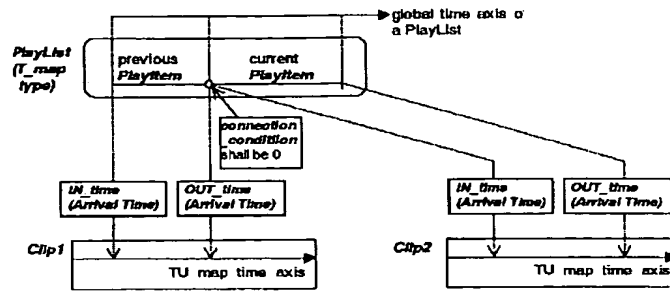 global time axis o
a PlayList
PlayList
(T_map
type)
previous
PlayItem
current
PlayItem
connection
_condition
shall be 0
IN_time
(Arrival Time)
OUT_time
(Arrival Time)
IN_time
(Arrival Time)
OUT_time
(Arrival Time)
Clip1
TU map time axis
Clip2
TU map time axis